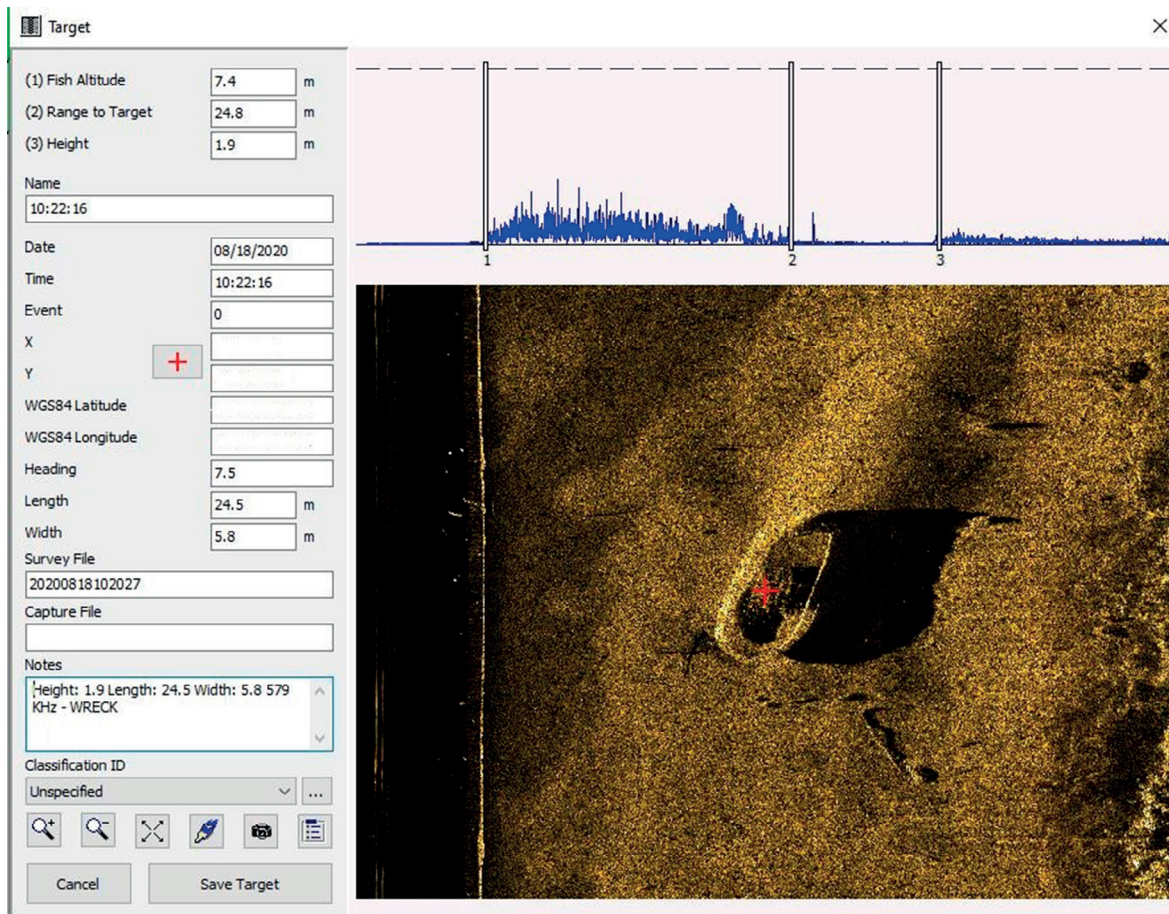 Target
(1) Fish Altitude 7.4 m
(2) Range to Target 24.8 m
(3) Height 1.9 m
Name
10:22:16
Date 08/18/2020
Time 10:22:16
Event 0
X
Y
WGS84 Latitude
WGS84 Longitude
Heading 7.5
Length 24.5 m
Width 5.8 m
Survey File
20200818102027
Capture File
Notes
Height: 1.9 Length: 24.5 Width: 5.8 579
KHz - WRECK
Classification ID
Unspecified ...
Cancel Save Target
1 2 3